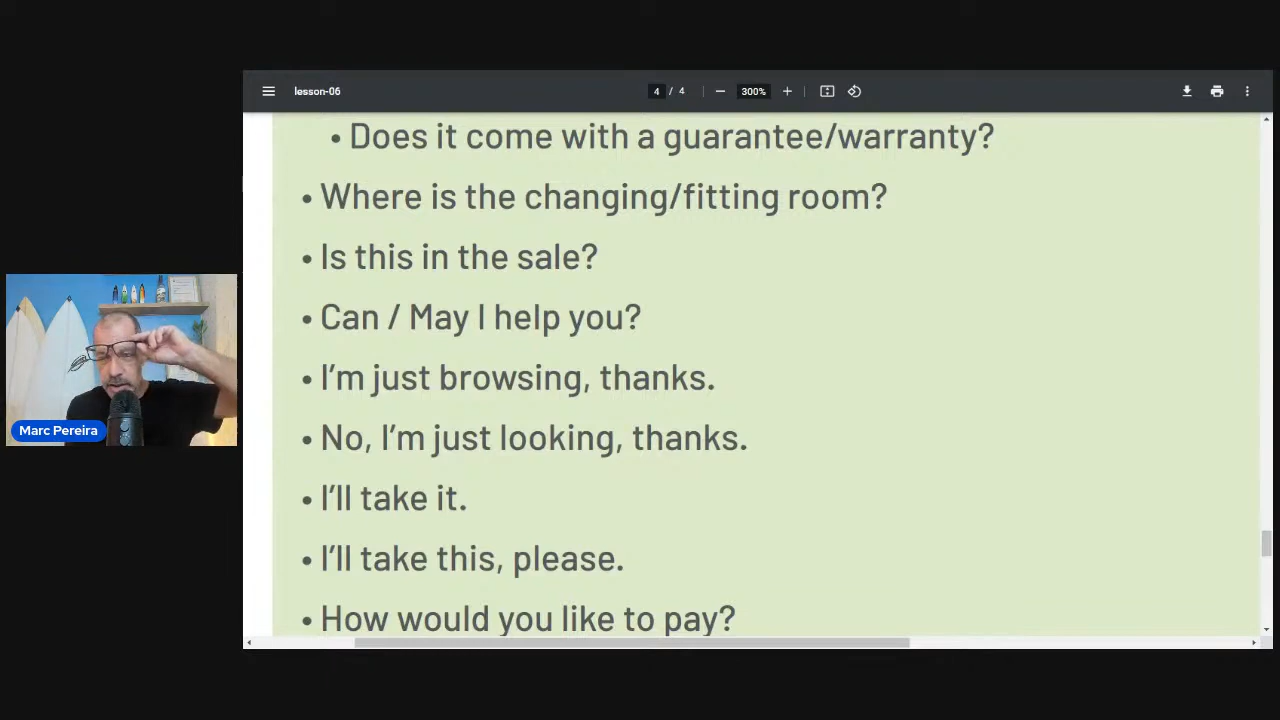 lesson-06
4 / 4
300%
• Does it come with a guarantee/warranty?
• Where is the changing/fitting room?
• Is this in the sale?
• Can / May I help you?
• I'm just browsing, thanks.
• No, I'm just looking, thanks.
• I'll take it.
• I'll take this, please.
• How would you like to pay?
Marc Pereira